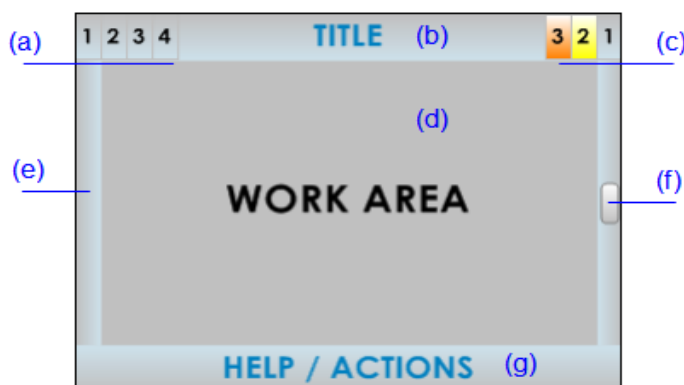 (a) 1 2 3 4 TITLE (b) 3 2 1 (c)
(d)
(e)
WORK AREA
(f)
HELP / ACTIONS (g)